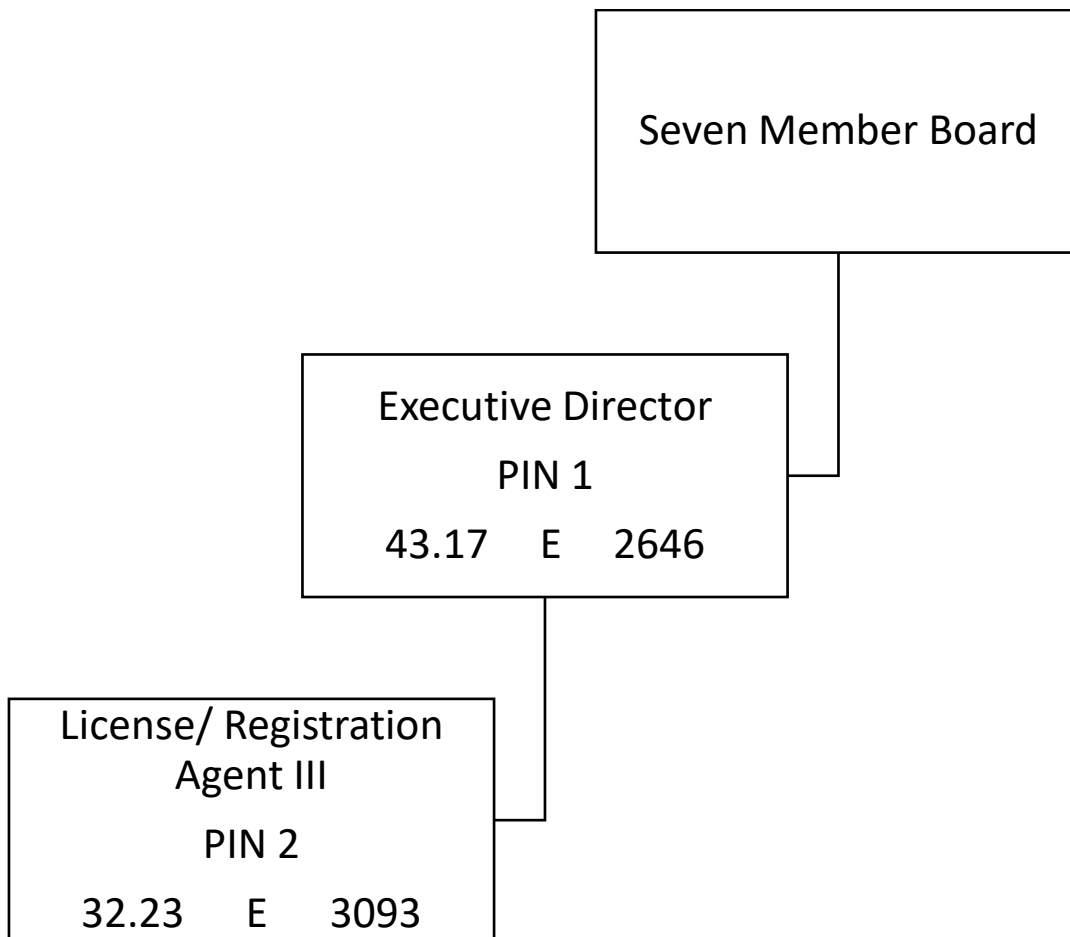 Seven Member Board
Executive Director
PIN 1
43.17 E 2646
License/ Registration
Agent III
PIN 2
32.23 E 3093